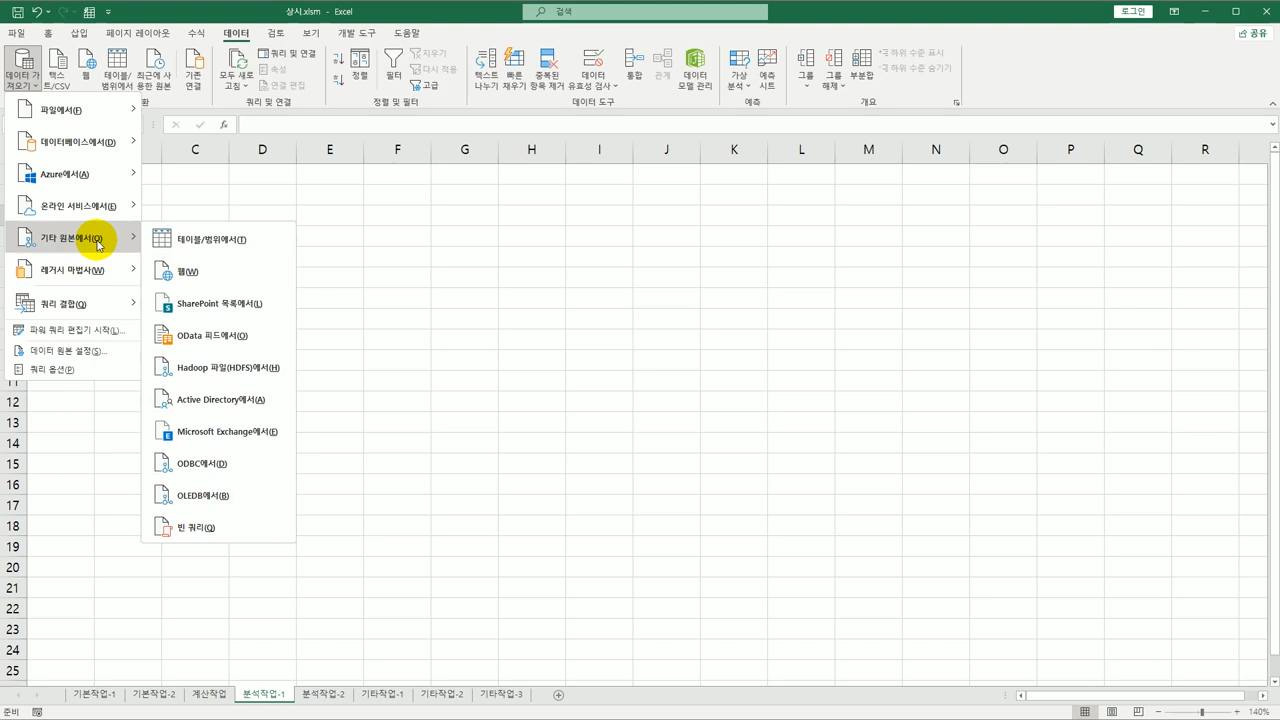 상시.xlsm - Excel
검색
로그인
파일 홈 삽입 페이지 레이아웃 수식 데이터 검토 보기 개발 도구 도움말
공유
데이터 가져오기
텍스트/CSV
웹
테이블/범위에서
최근에 사용한 원본
기존 연결
모두 새로 고침
쿼리 및 연결
속성
연결 편집
정렬
필터
지우기
다시 적용
고급
텍스트 나누기
빠른 채우기
중복된 항목 제거
데이터 유효성 검사
통합
관계
데이터 모델 관리
가상 분석
예측 시트
그룹
그룹 해제
부분합
하위 수준 표시
하위 수준 숨기기
환
쿼리 및 연결
정렬 및 필터
데이터 도구
예측
개요
fx
파일에서(F)
데이터베이스에서(D)
Azure에서(A)
온라인 서비스에서(E)
기타 원본에서(O)
레거시 마법사(W)
쿼리 결합(Q)
파워 쿼리 편집기 시작(L)...
데이터 원본 설정(S)...
쿼리 옵션(P)
테이블/범위에서(T)
웹(W)
SharePoint 목록에서(L)
OData 피드에서(O)
Hadoop 파일(HDFS)에서(H)
Active Directory에서(A)
Microsoft Exchange에서(E)
ODBC에서(D)
OLEDB에서(B)
빈 쿼리(Q)
C D E F G H I J K L M N O P Q R
11
12
13
14
15
16
17
18
19
20
21
22
23
24
25
기본작업-1 기본작업-2 계산작업 분석작업-1 분석작업-2 기타작업-1 기타작업-2 기타작업-3
준비
140%